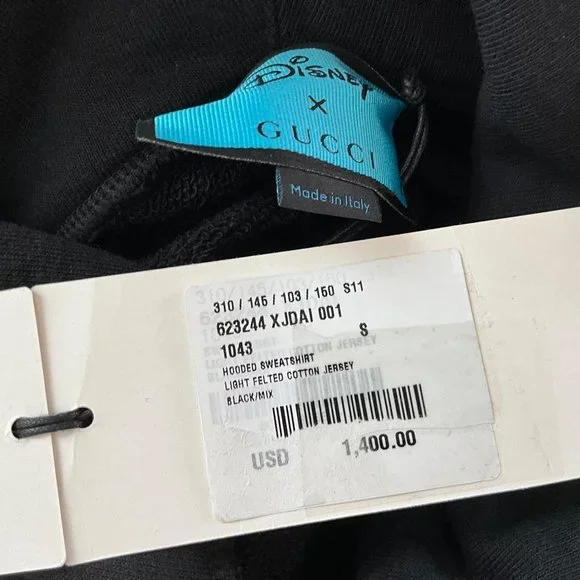 Disney
X
GUCCI
Made in Italy
310 / 145 / 103 / 150 S11
623244 XJDAI 001
1043 S
HOODED SWEATSHIRT
LIGHT FELTED COTTON JERSEY
BLACK/MIX
USD 1,400.00